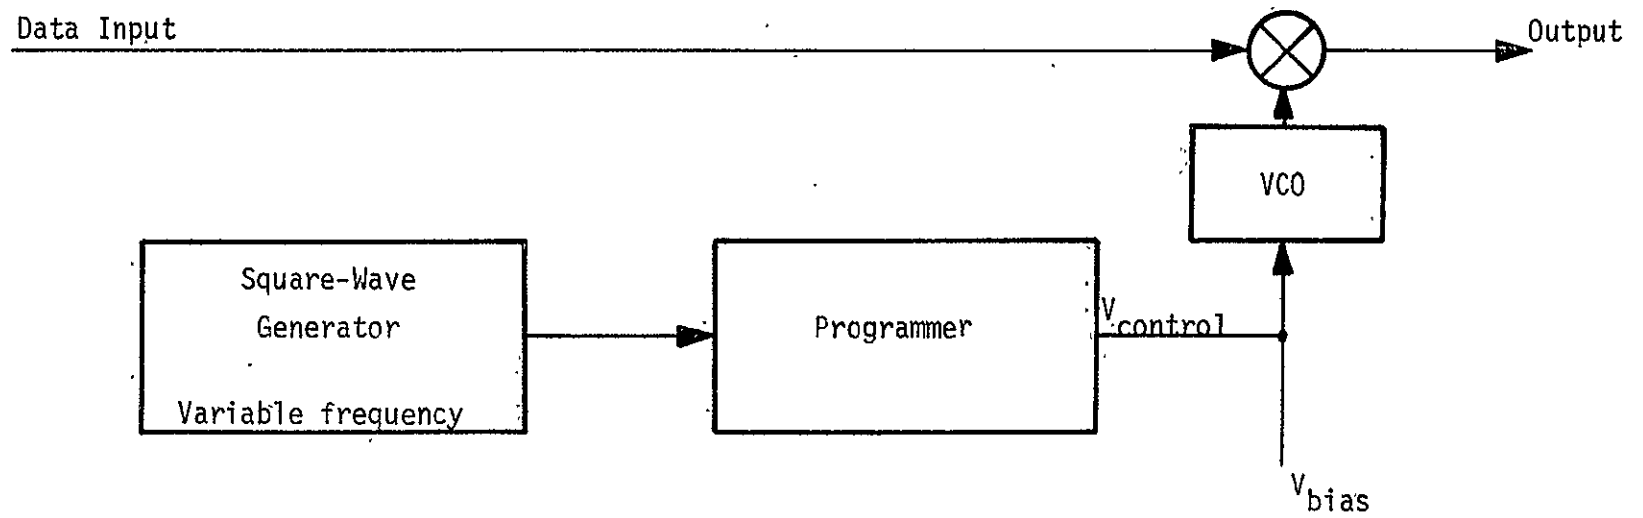 Data Input
Output
VCO
Square-Wave
Generator
Variable frequency
Programmer
Vcontrol
Vbias